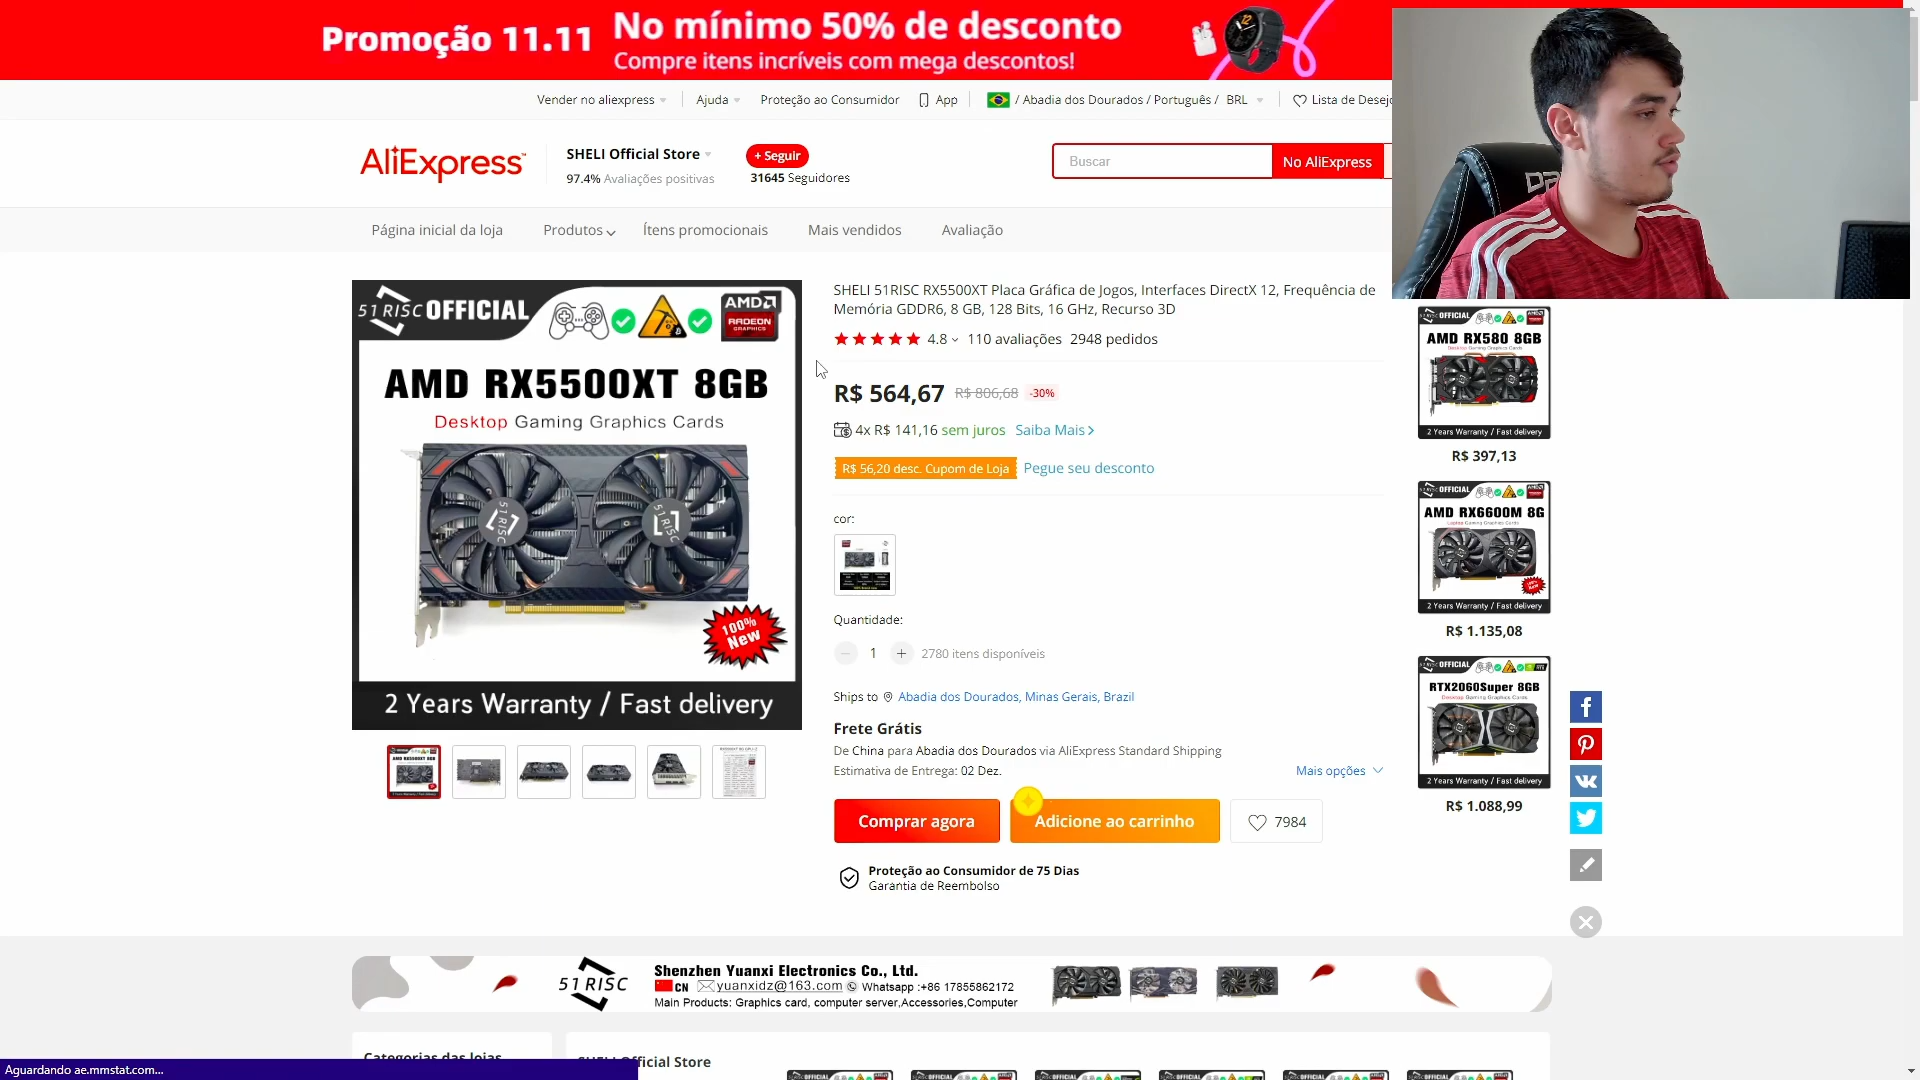 Promoção 11.11
No mínimo 50% de desconto
Compre itens incríveis com mega descontos!
Vender no aliexpress
Ajuda
Proteção ao Consumidor
App
/ Abadia dos Dourados / Português / BRL
Lista de Desejo
AliExpress
SHELI Official Store
97.4% Avaliações positivas
+ Seguir
31645 Seguidores
Buscar
No AliExpress
Página inicial da loja
Produtos
Ítens promocionais
Mais vendidos
Avaliação
51RISC OFFICIAL
AMD
RADEON
GRAPHICS
AMD RX5500XT 8GB
Desktop Gaming Graphics Cards
51RISC
51RISC
100%
New
2 Years Warranty / Fast delivery
SHELI 51RISC RX5500XT Placa Gráfica de Jogos, Interfaces DirectX 12, Frequência de
Memória GDDR6, 8 GB, 128 Bits, 16 GHz, Recurso 3D
4.8
110 avaliações
2948 pedidos
R$ 564,67
R$ 806,68
-30%
4x R$ 141,16 sem juros Saiba Mais
R$ 56,20 desc. Cupom de Loja
Pegue seu desconto
cor:
Quantidade:
1
2780 itens disponíveis
Ships to Abadia dos Dourados, Minas Gerais, Brazil
Frete Grátis
De China para Abadia dos Dourados via AliExpress Standard Shipping
Estimativa de Entrega: 02 Dez.
Mais opções
Comprar agora
Adicione ao carrinho
7984
Proteção ao Consumidor de 75 Dias
Garantia de Reembolso
OFFICIAL
AMD RX580 8GB
2 Years Warranty / Fast delivery
R$ 397,13
OFFICIAL
AMD RX6600M 8G
2 Years Warranty / Fast delivery
R$ 1.135,08
OFFICIAL
RTX2060Super 8GB
2 Years Warranty / Fast delivery
R$ 1.088,99
51RISC
Shenzhen Yuanxi Electronics Co., Ltd.
CN yuanxidz@163.com Whatsapp :+86 17855862172
Main Products: Graphics card, computer server,Accessories,Computer
Categorias das lojas
SHELI Official Store
Aguardando ae.mmstat.com...